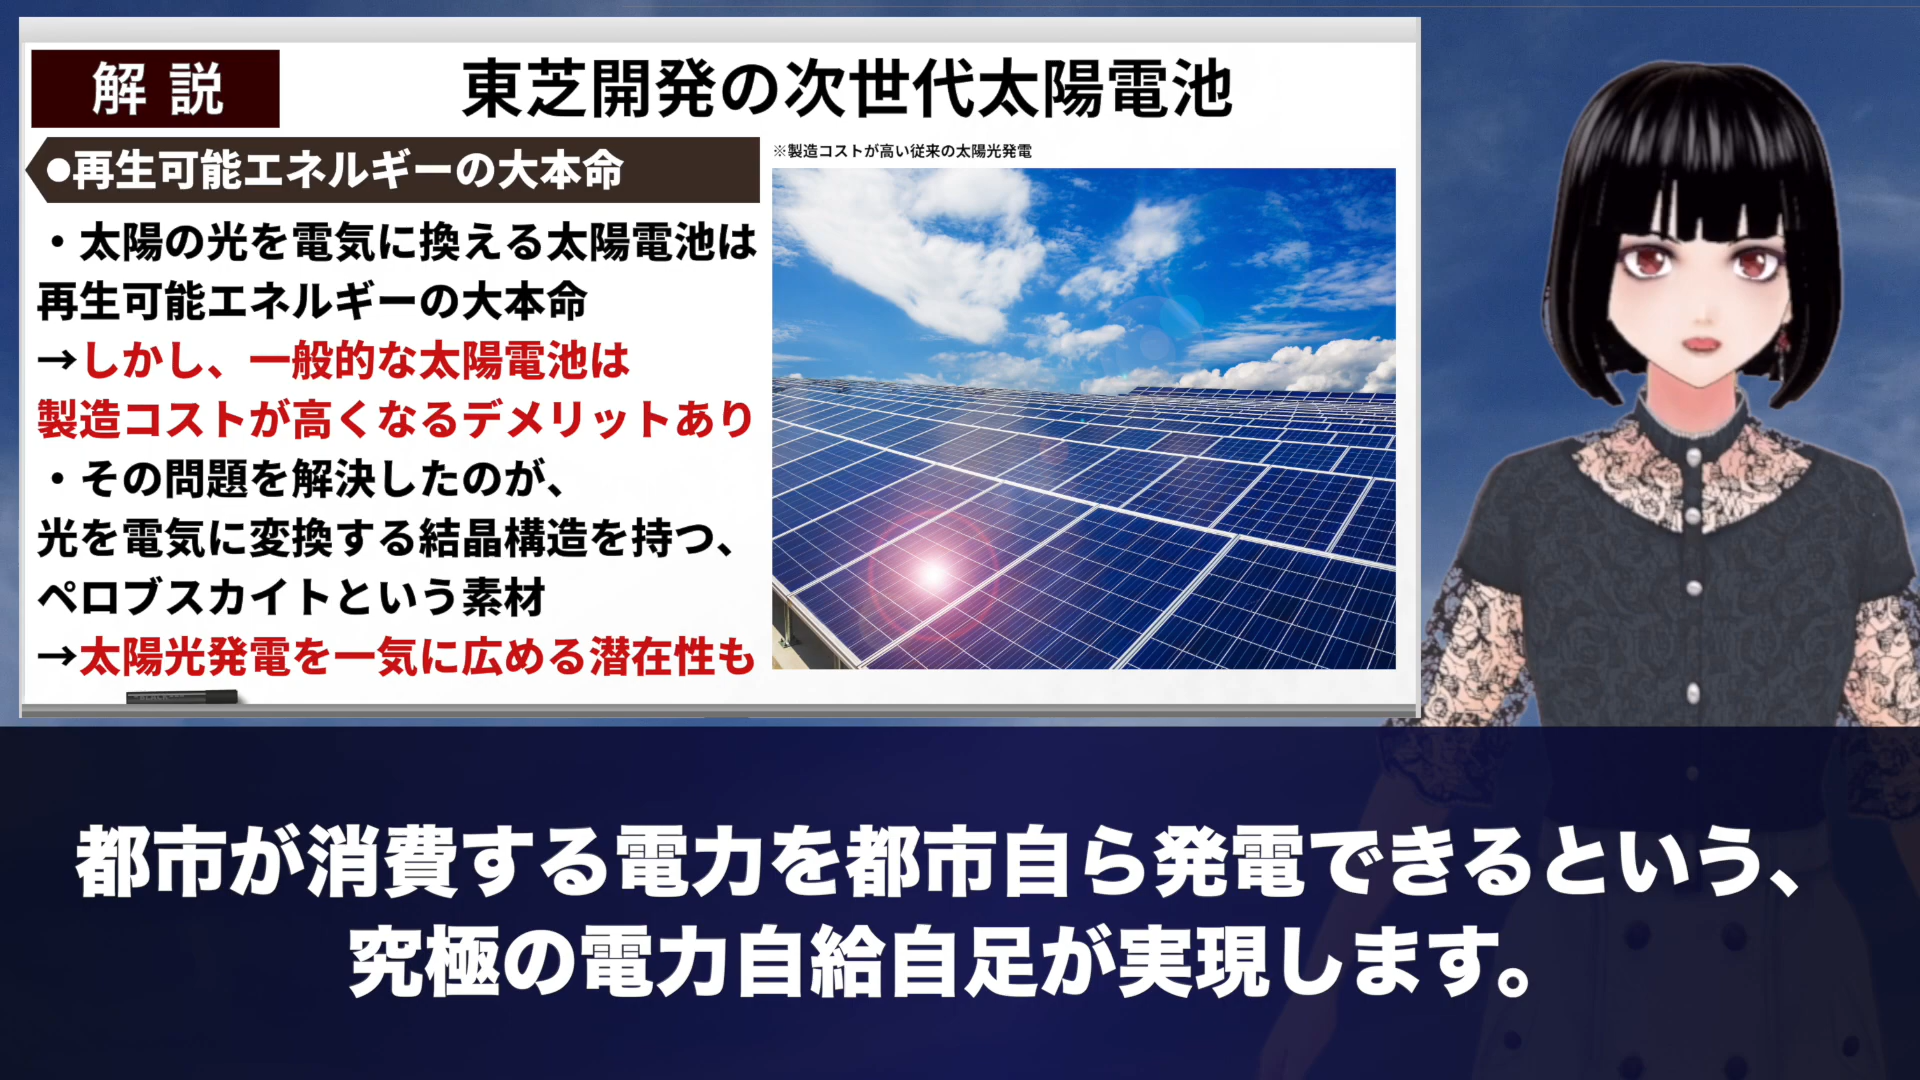 解説
東芝開発の次世代太陽電池
●再生可能エネルギーの大本命
※製造コストが高い従来の太陽光発電
・太陽の光を電気に換える太陽電池は
再生可能エネルギーの大本命
→しかし、一般的な太陽電池は
製造コストが高くなるデメリットあり
・その問題を解決したのが、
光を電気に変換する結晶構造を持つ、
ペロブスカイトという素材
→太陽光発電を一気に広める潜在性も
都市が消費する電力を都市自ら発電できるという、
究極の電力自給自足が実現します。